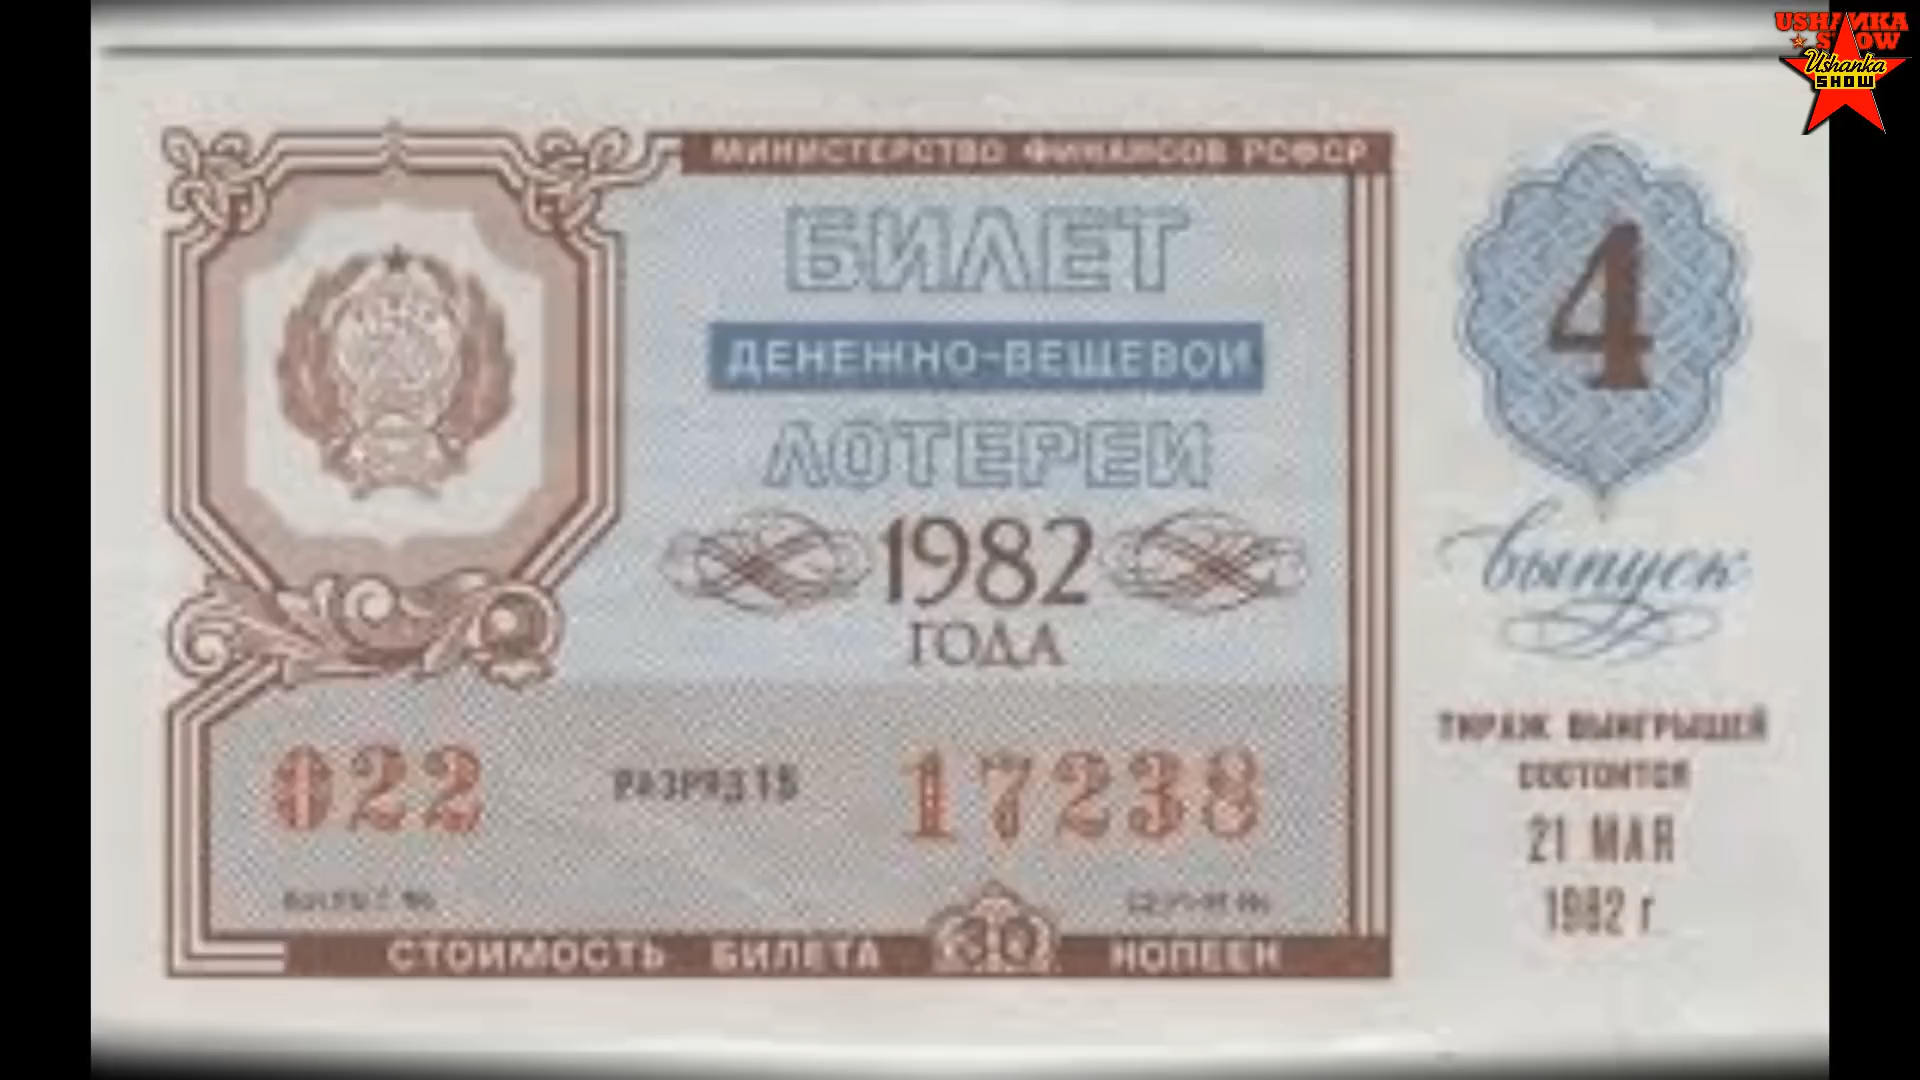 USHANKA
SHOW
Ushanka
SHOW
МИНИСТЕРСТВО ФИНАНСОВ РСФСР
БИЛЕТ
ДЕНЕЖНО-ВЕЩЕВОЙ
ЛОТЕРЕИ
1982
ГОДА
4
выпуск
ТИРАЖ ВЫИГРЫШЕЙ
СОСТОИТСЯ
21 МАЯ
1982 г.
022 РАЗРЯД 15 17238
СТОИМОСТЬ БИЛЕТА 30 КОПЕЕК